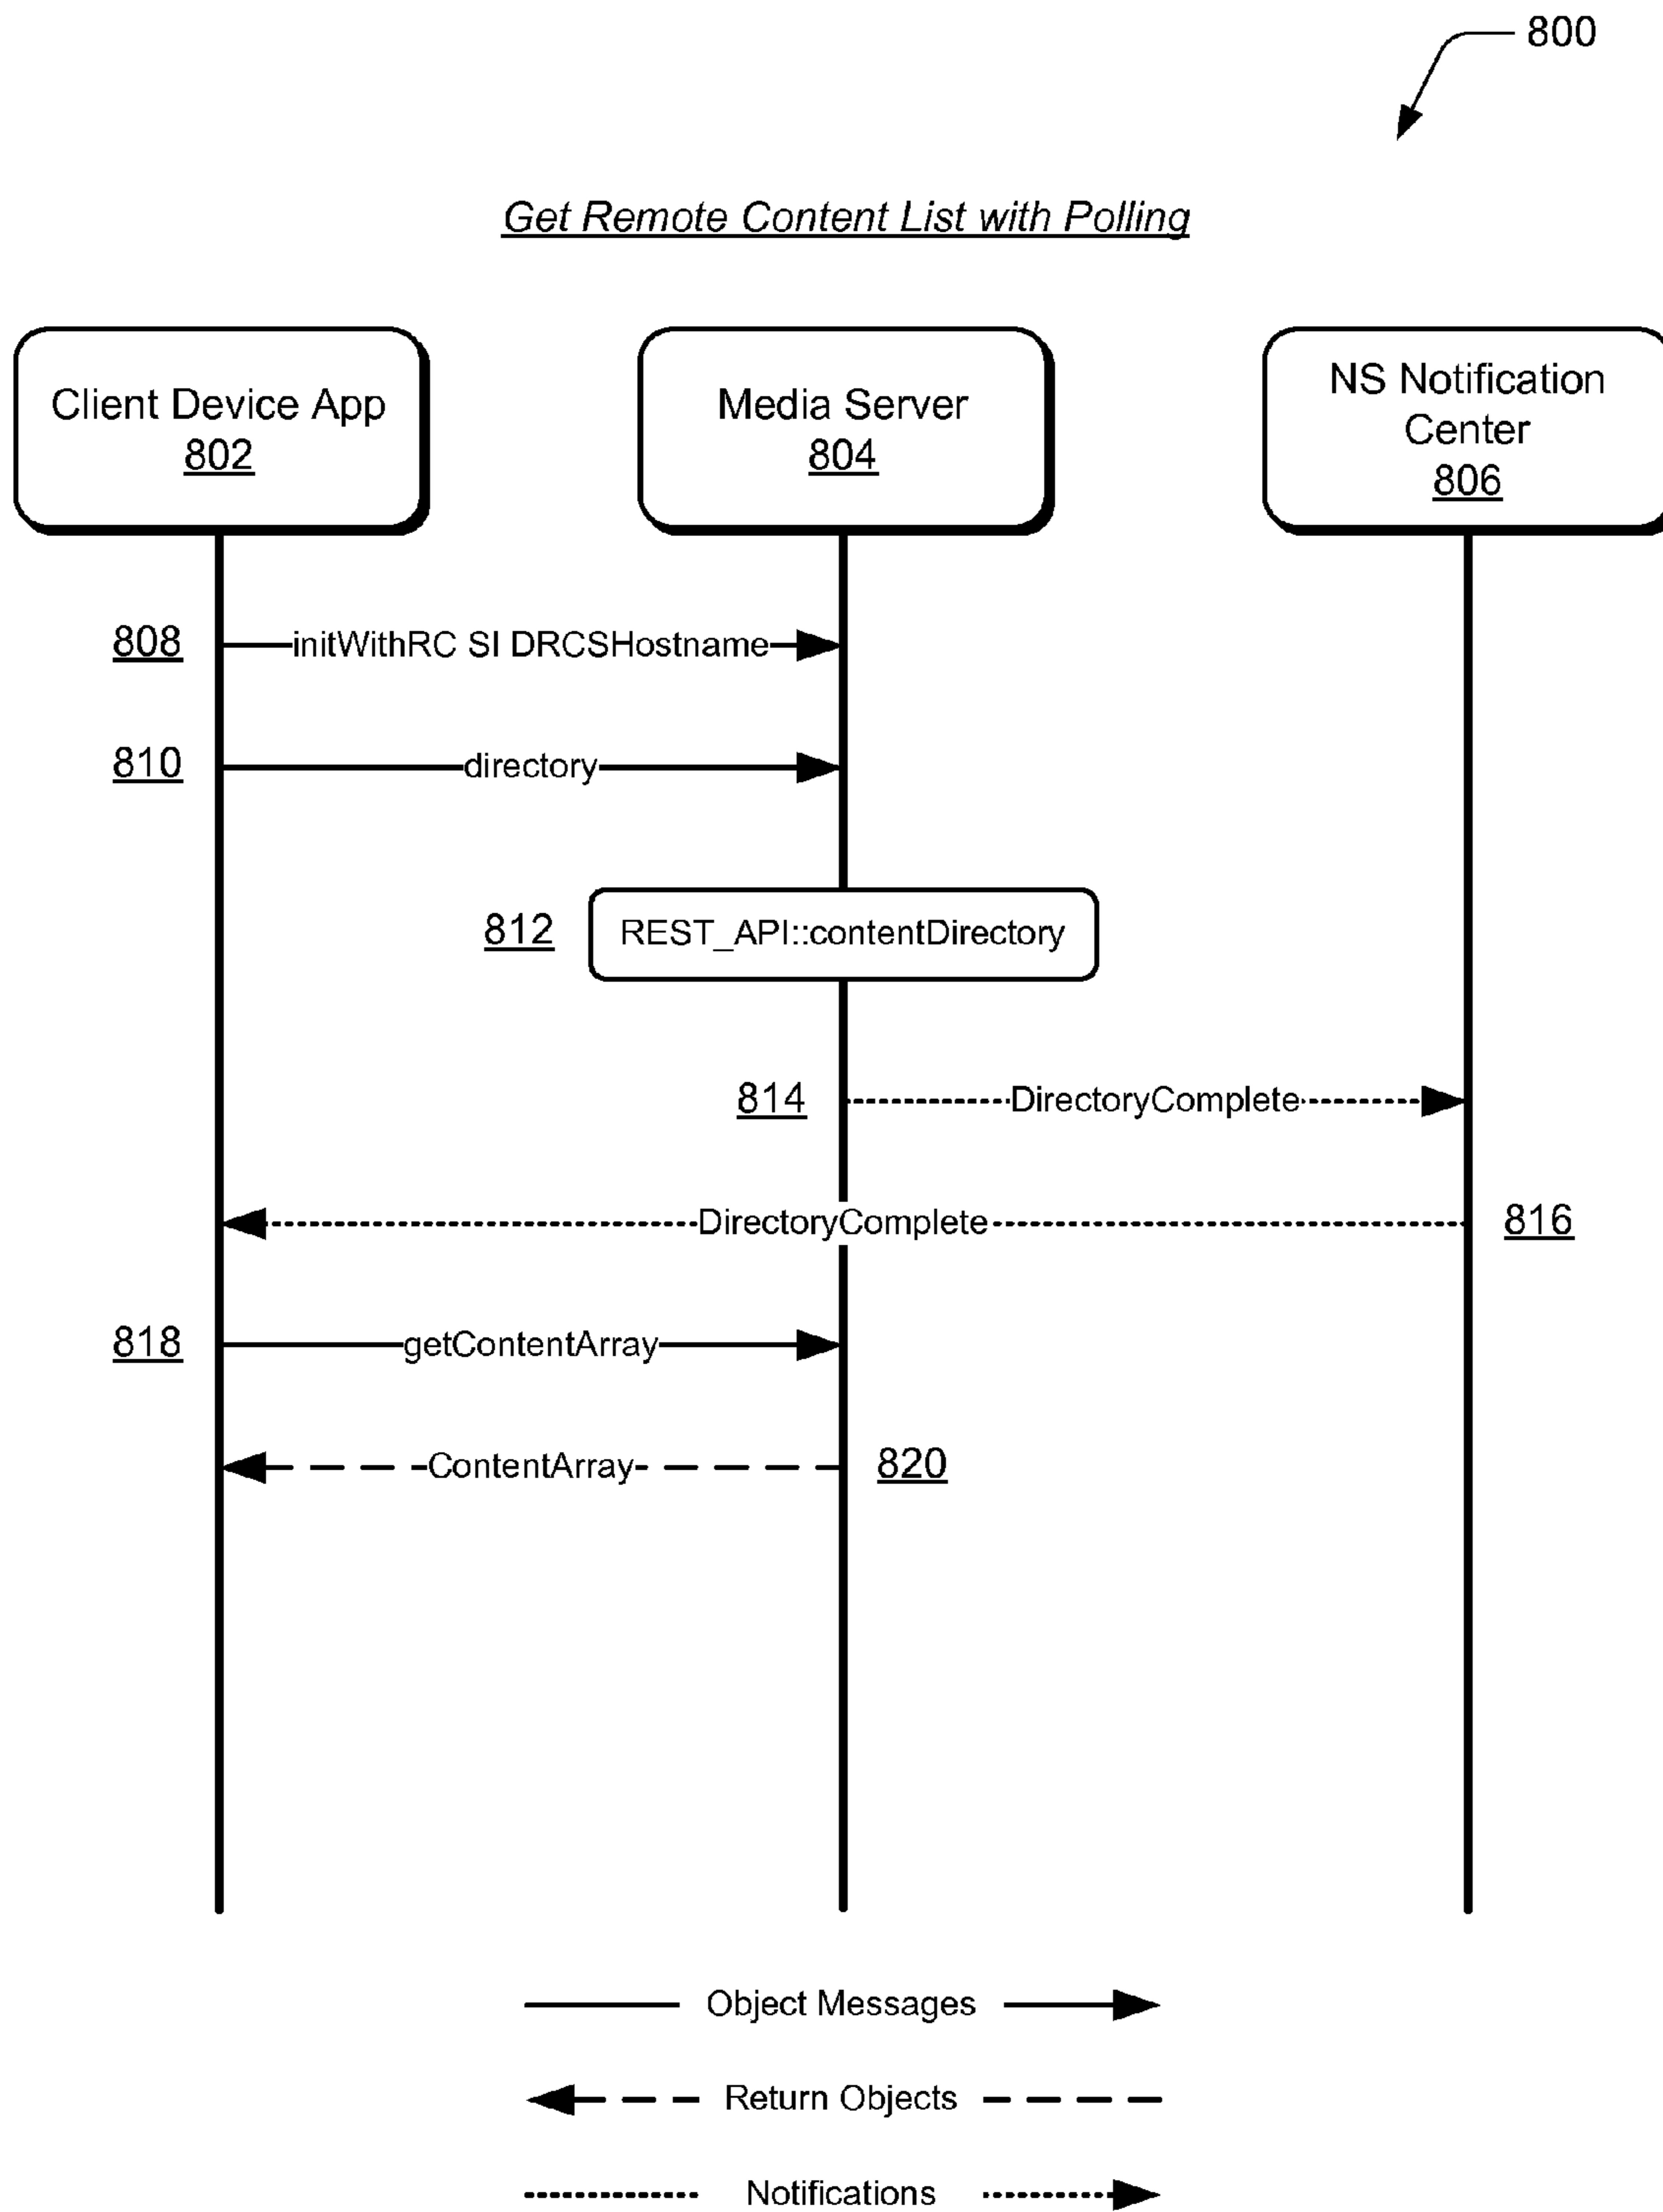 800
Get Remote Content List with Polling
Client Device App
802
Media Server
804
NS Notification
Center
806
808
initWithRC SI DRCSHostname
810
directory
812
REST_API::contentDirectory
814
DirectoryComplete
DirectoryComplete
816
818
getContentArray
ContentArray
820
Object Messages
Return Objects
Notifications